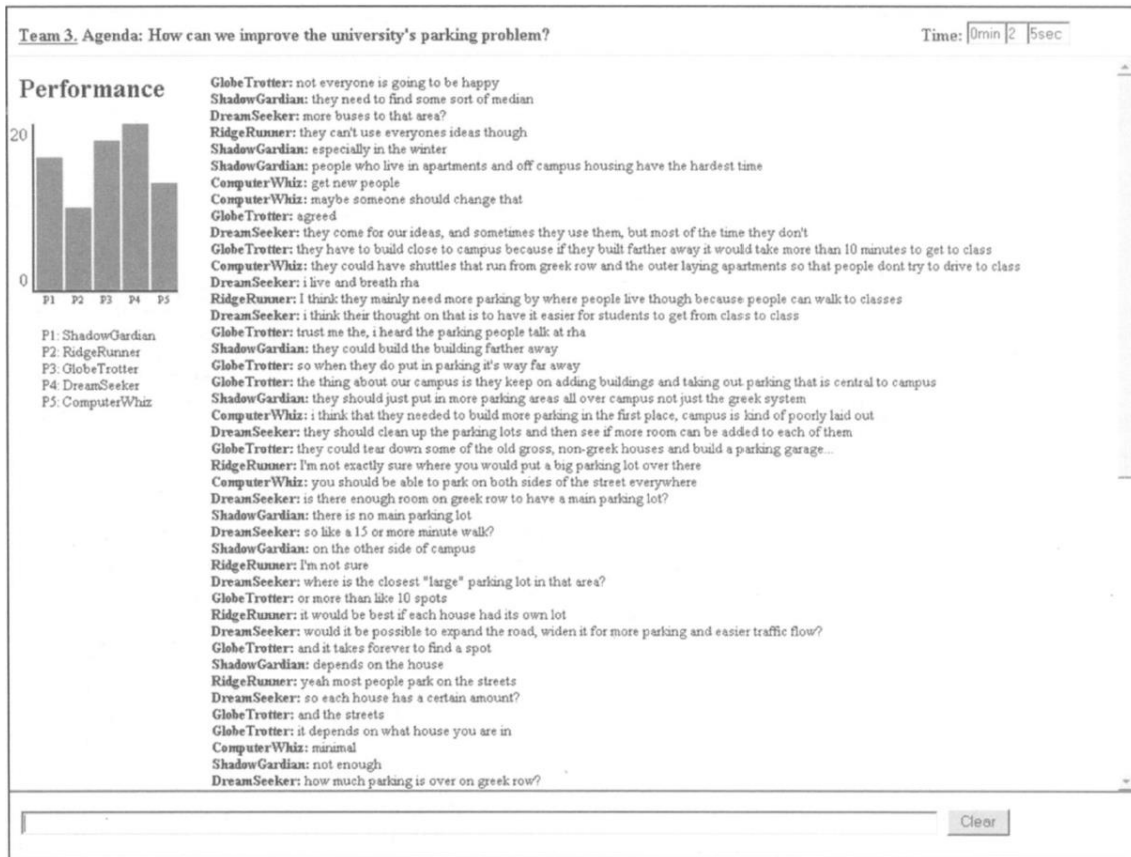 Team 3. Agenda: How can we improve the university's parking problem?
Time: 0min 2 5sec
Performance
20
0
P1 P2 P3 P4 P5
P1: ShadowGardian
P2: RidgeRunner
P3: GlobeTrotter
P4: DreamSeeker
P5: ComputerWhiz
GlobeTrotter: not everyone is going to be happy
ShadowGardian: they need to find some sort of median
DreamSeeker: more buses to that area?
RidgeRunner: they can't use everyones ideas though
ShadowGardian: especially in the winter
ShadowGardian: people who live in apartments and off campus housing have the hardest time
ComputerWhiz: get new people
ComputerWhiz: maybe someone should change that
GlobeTrotter: agreed
DreamSeeker: they come for our ideas, and sometimes they use them, but most of the time they don't
GlobeTrotter: they have to build close to campus because if they built farther away it would take more than 10 minutes to get to class
ComputerWhiz: they could have shuttles that run from greek row and the outer laying apartments so that people dont try to drive to class
DreamSeeker: i live and breath rha
RidgeRunner: I think they mainly need more parking by where people live though because people can walk to classes
DreamSeeker: i think their thought on that is to have it easier for students to get from class to class
GlobeTrotter: trust me the, i heard the parking people talk at rha
ShadowGardian: they could build the building farther away
GlobeTrotter: so when they do put in parking it's way far away
GlobeTrotter: the thing about our campus is they keep on adding buildings and taking out parking that is central to campus
ShadowGardian: they should just put in more parking areas all over campus not just the greek system
ComputerWhiz: i think that they needed to build more parking in the first place, campus is kind of poorly laid out
DreamSeeker: they should clean up the parking lots and then see if more room can be added to each of them
GlobeTrotter: they could tear down some of the old gross, non-greek houses and build a parking garage...
RidgeRunner: I'm not exactly sure where you would put a big parking lot over there
ComputerWhiz: you should be able to park on both sides of the street everywhere
DreamSeeker: is there enough room on greek row to have a main parking lot?
ShadowGardian: there is no main parking lot
DreamSeeker: so like a 15 or more minute walk?
ShadowGardian: on the other side of campus
RidgeRunner: I'm not sure
DreamSeeker: where is the closest "large" parking lot in that area?
GlobeTrotter: or more than like 10 spots
RidgeRunner: it would be best if each house had its own lot
DreamSeeker: would it be possible to expand the road, widen it for more parking and easier traffic flow?
GlobeTrotter: and it takes forever to find a spot
ShadowGardian: depends on the house
RidgeRunner: yeah most people park on the streets
DreamSeeker: so each house has a certain amount?
GlobeTrotter: and the streets
GlobeTrotter: it depends on what house you are in
ComputerWhiz: minimal
ShadowGardian: not enough
DreamSeeker: how much parking is over on greek row?
Clear